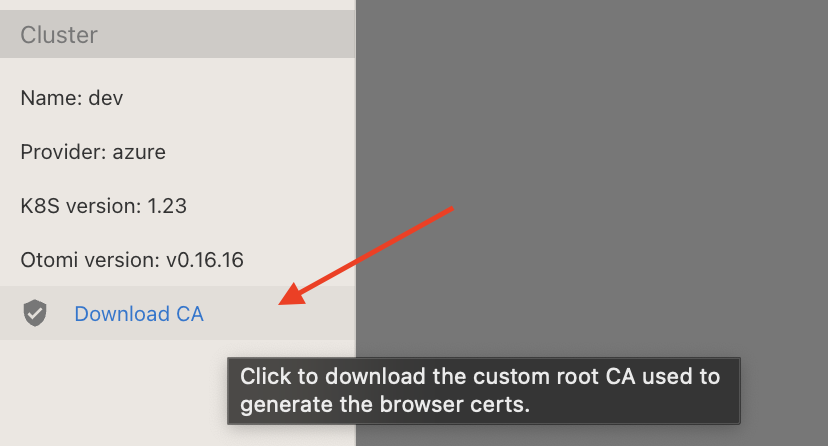 Cluster
Name: dev
Provider: azure
K8S version: 1.23
Otomi version: v0.16.16
Download CA
Click to download the custom root CA used to
generate the browser certs.